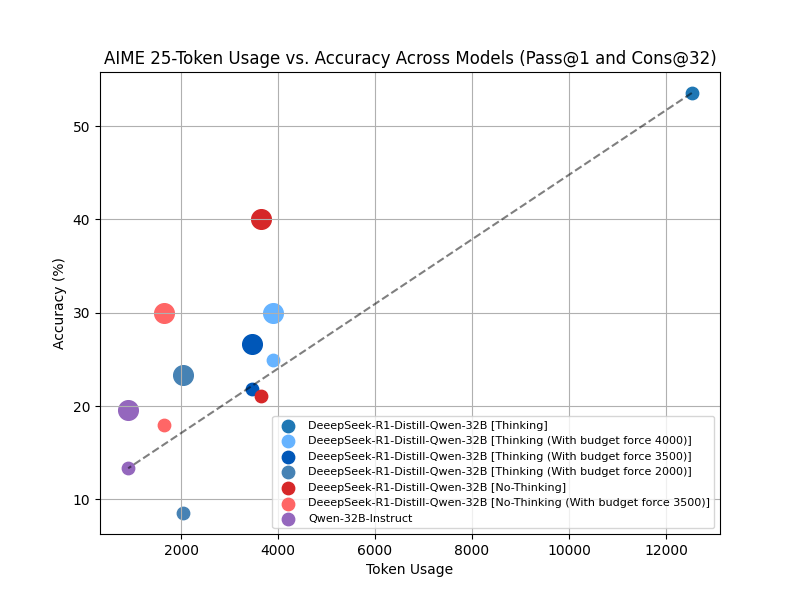 AIME 25-Token Usage vs. Accuracy Across Models (Pass@1 and Cons@32)
50
40
30
20
10
Accuracy (%)
DeeepSeek-R1-Distill-Qwen-32B [Thinking]
DeeepSeek-R1-Distill-Qwen-32B [Thinking (With budget force 4000)]
DeeepSeek-R1-Distill-Qwen-32B [Thinking (With budget force 3500)]
DeeepSeek-R1-Distill-Qwen-32B [Thinking (With budget force 2000)]
DeeepSeek-R1-Distill-Qwen-32B [No-Thinking]
DeeepSeek-R1-Distill-Qwen-32B [No-Thinking (With budget force 3500)]
Qwen-32B-Instruct
2000 4000 6000 8000 10000 12000
Token Usage